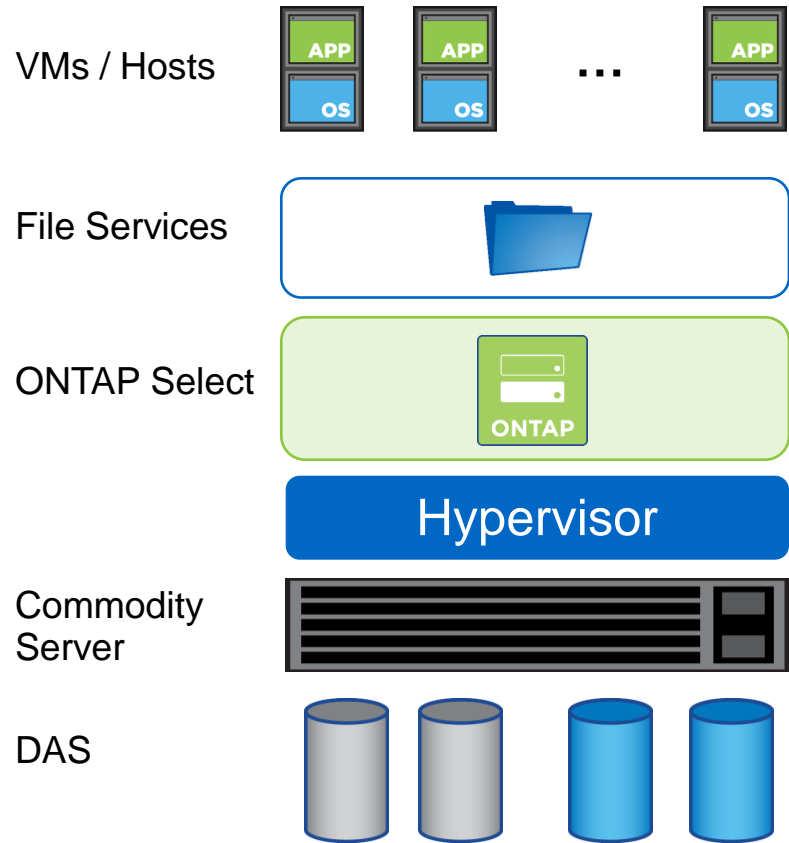 VMs / Hosts
APP
APP
...
APP
OS
OS
OS
File Services
ONTAP Select
ONTAP
Hypervisor
Commodity
Server
DAS